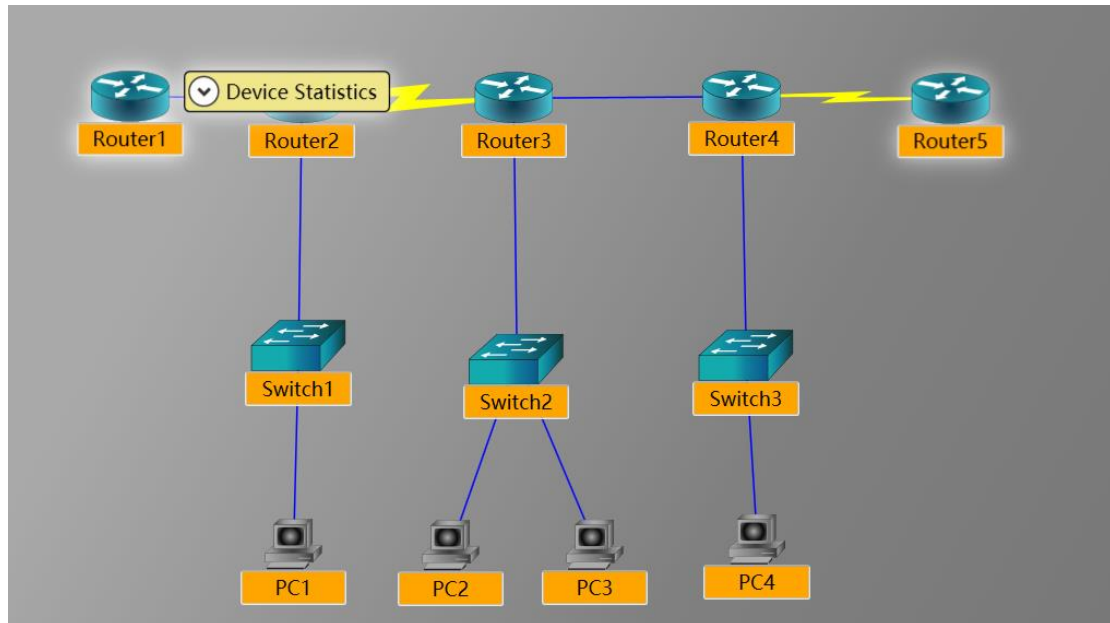 Device Statistics
Router1
Router2
Router3
Router4
Router5
Switch1
Switch2
Switch3
PC1
PC2
PC3
PC4